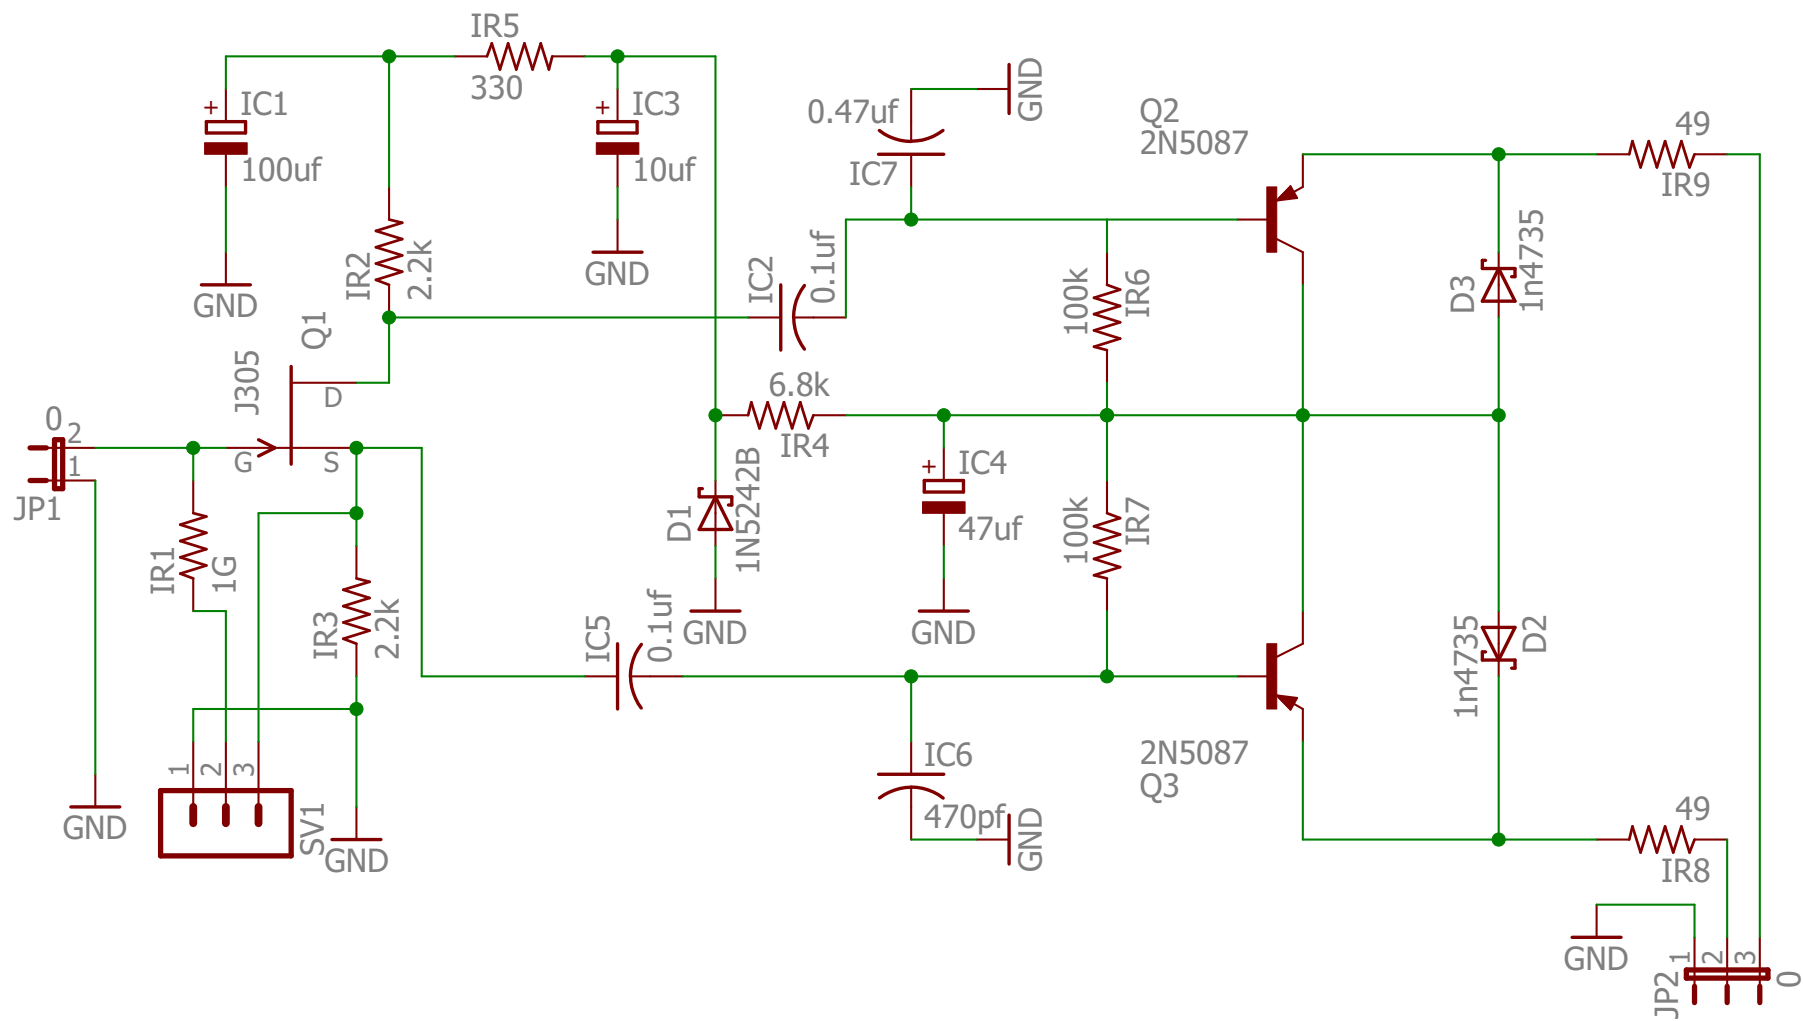 IR5
330
+
IC1
100uf
GND
+
IC3
10uf
GND
IR2
2.2k
Q1
J305
D
G
S
0
2
1
JP1
GND
IR1
1G
IR3
2.2k
1
2
3
SV1
GND
0.47uf
IC7
GND
IC2
0.1uf
6.8k
IR4
D1
1N5242B
GND
+
IC4
47uf
GND
IC5
0.1uf
IC6
470pf
GND
100k
IR6
100k
IR7
Q2
2N5087
2N5087
Q3
49
IR9
D3
1n4735
1n4735
D2
49
IR8
GND
1
2
3
JP2
0